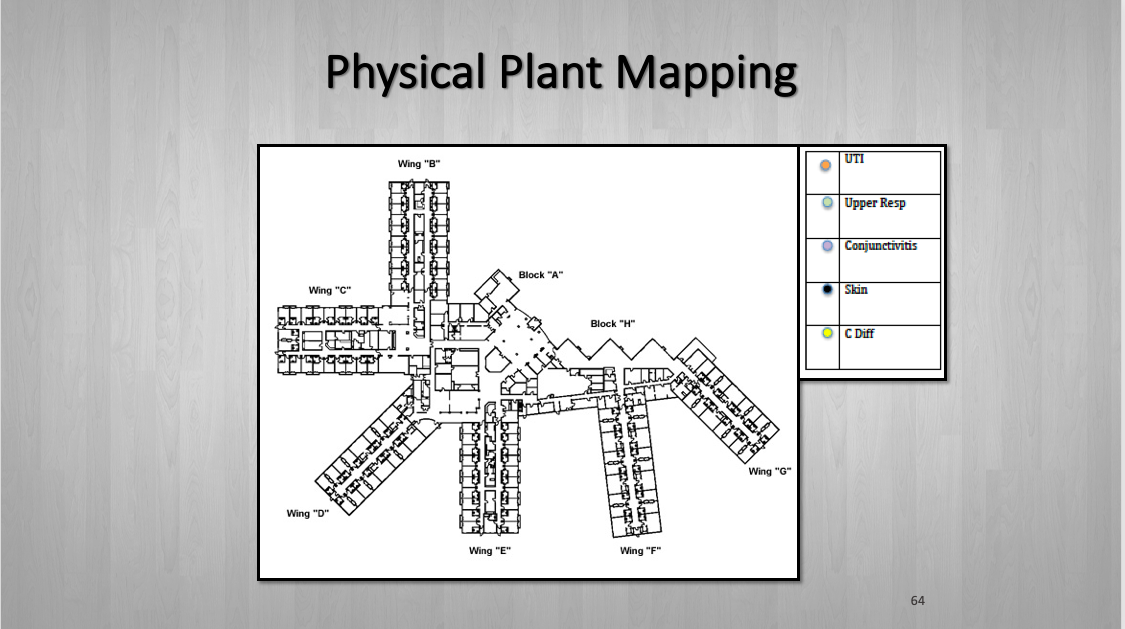 Physical Plant Mapping
Wing "B"
Block "A"
Wing "C"
Block "H"
Wing "G"
Wing "D"
Wing "E"
Wing "F"
UTI
Upper Resp
Conjunctivitis
Skin
C Diff
64